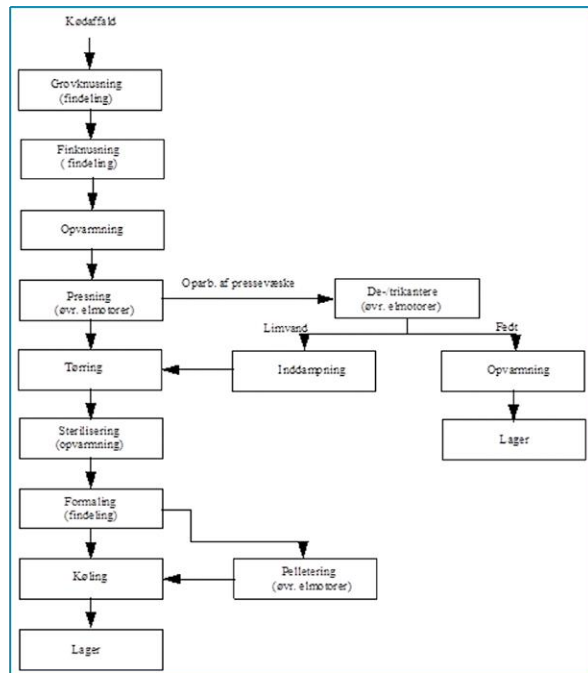 Kødaffald
Grovknusning
(findeling)
Finknusning
( findeling)
Opvarmning
Presning
(øvr. elmotorer)
Oparb. af pressevæske
De-/trikantere
(øvr. elmotorer)
Limvand
Fedt
Tørring
Inddampning
Opvarmning
Sterilisering
(opvarmning)
Lager
Formaling
(findeling)
Køling
Pelletering
(øvr. elmotorer)
Lager